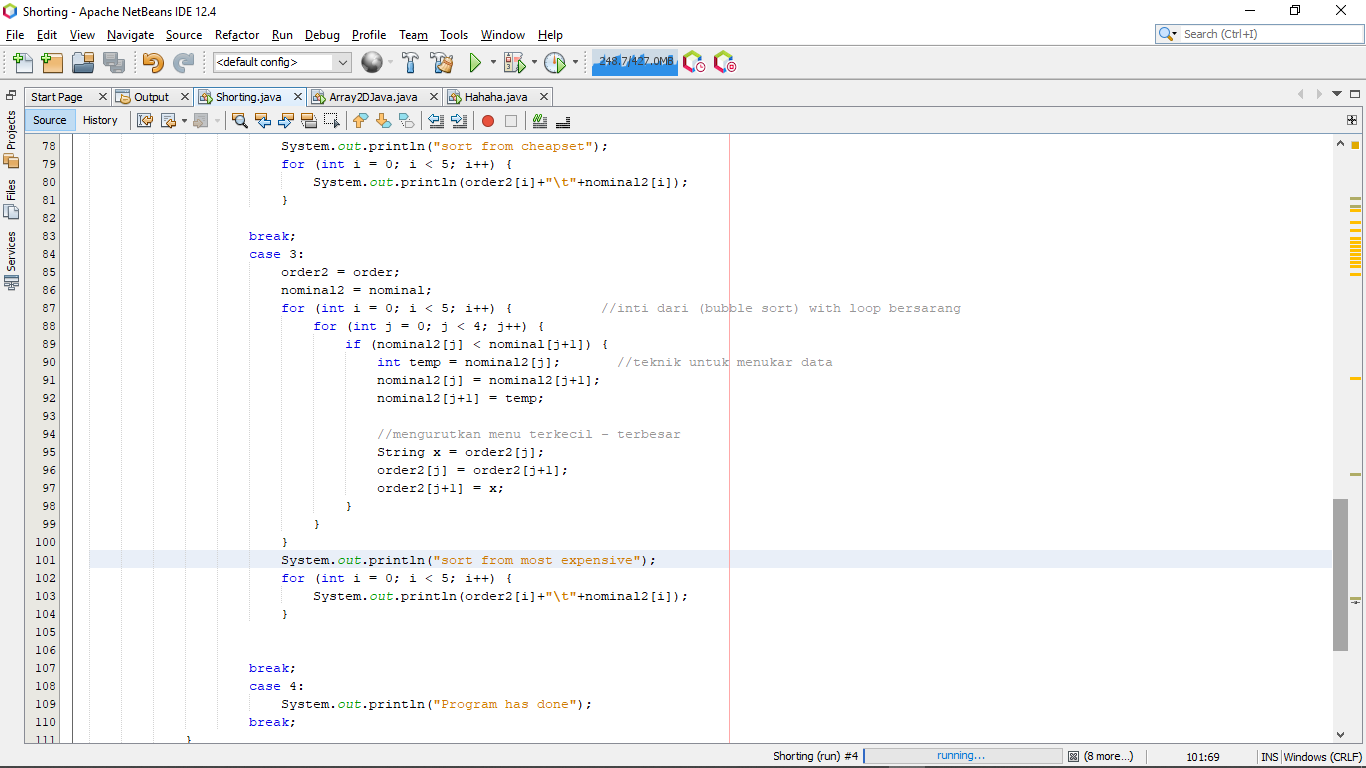 Shorting - Apache NetBeans IDE 12.4
File Edit View Navigate Source Refactor Run Debug Profile Team Tools Window Help
Search (Ctrl+I)
<default config>
248.7/427.0MB
Start Page Output Shorting.java Array2DJava.java Hahaha.java
Projects
Files
Services
Source History
78 System.out.println("sort from cheapset");
79 for (int i = 0; i < 5; i++) {
80 System.out.println(order2[i]+"\t"+nominal2[i]);
81 }
82
83 break;
84 case 3:
85 order2 = order;
86 nominal2 = nominal;
87 for (int i = 0; i < 5; i++) { //inti dari (bubble sort) with loop bersarang
88 for (int j = 0; j < 4; j++) {
89 if (nominal2[j] < nominal[j+1]) {
90 int temp = nominal2[j]; //teknik untuk menukar data
91 nominal2[j] = nominal2[j+1];
92 nominal2[j+1] = temp;
93
94 //mengurutkan menu terkecil - terbesar
95 String x = order2[j];
96 order2[j] = order2[j+1];
97 order2[j+1] = x;
98 }
99 }
100 }
101 System.out.println("sort from most expensive");
102 for (int i = 0; i < 5; i++) {
103 System.out.println(order2[i]+"\t"+nominal2[i]);
104 }
105
106
107 break;
108 case 4:
109 System.out.println("Program has done");
110 break;
111 }
Shorting (run) #4 running... (8 more...) 101:69 INS Windows (CRLF)